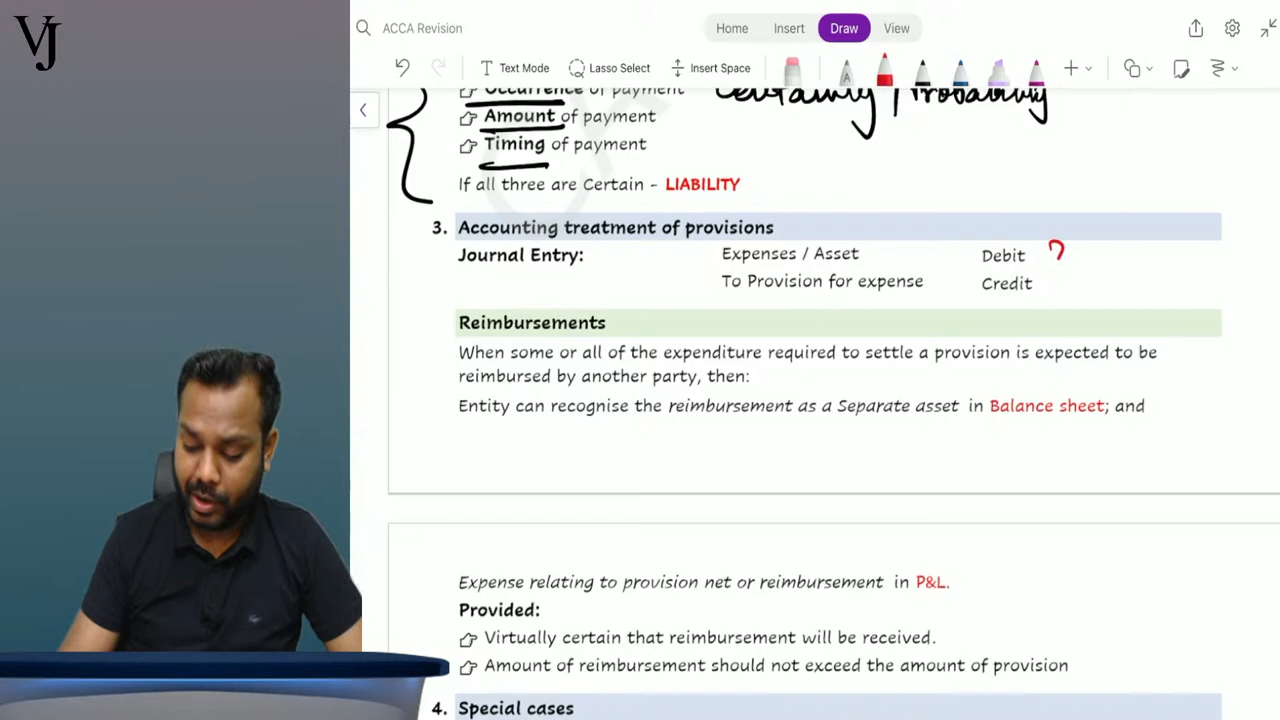 VJ
ACCA Revision
Home Insert Draw View
Text Mode Lasso Select Insert Space
Occurrence of payment Certainty / Probability
Amount of payment
Timing of payment
If all three are Certain - LIABILITY
3. Accounting treatment of provisions
Journal Entry: Expenses / Asset Debit
To Provision for expense Credit
Reimbursements
When some or all of the expenditure required to settle a provision is expected to be
reimbursed by another party, then:
Entity can recognise the reimbursement as a Separate asset in Balance sheet; and
Expense relating to provision net or reimbursement in P&L.
Provided:
Virtually certain that reimbursement will be received.
Amount of reimbursement should not exceed the amount of provision
4. Special cases